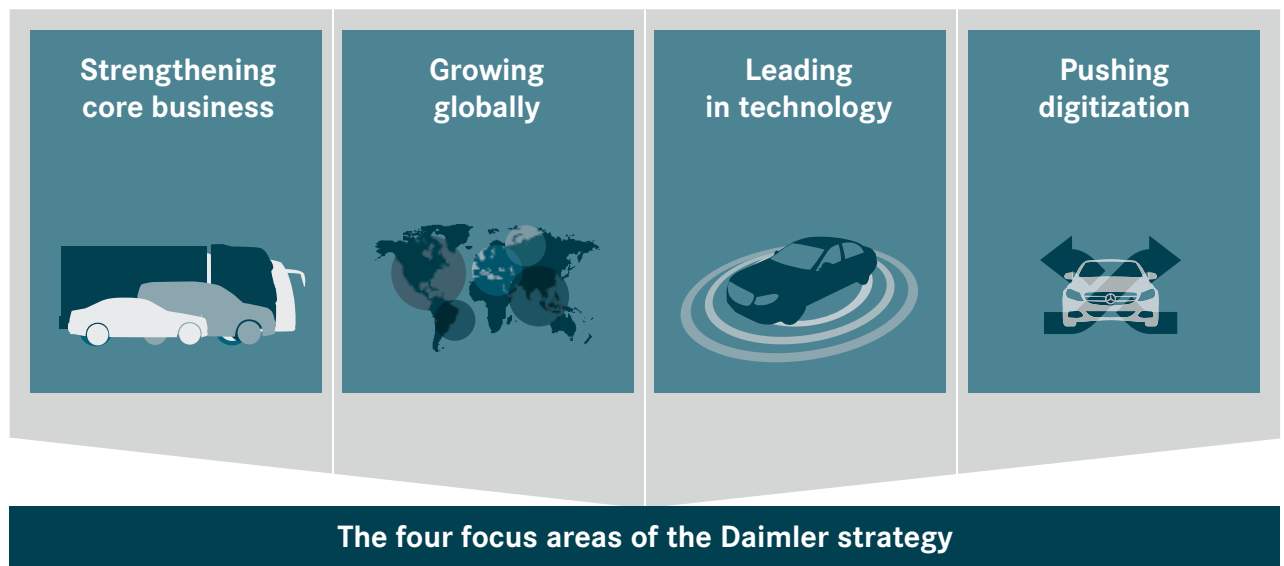 Strengthening
core business
Growing
globally
Leading
in technology
Pushing
digitization
The four focus areas of the Daimler strategy